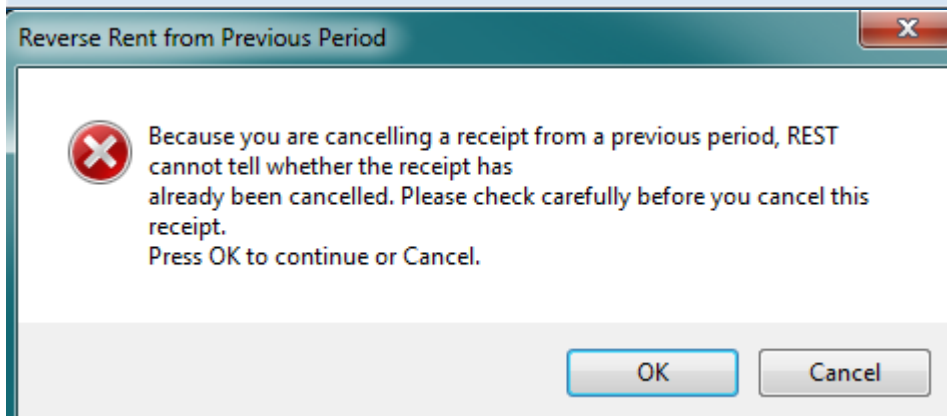 Reverse Rent from Previous Period
Because you are cancelling a receipt from a previous period, REST
cannot tell whether the receipt has
already been cancelled. Please check carefully before you cancel this
receipt.
Press OK to continue or Cancel.
OK
Cancel